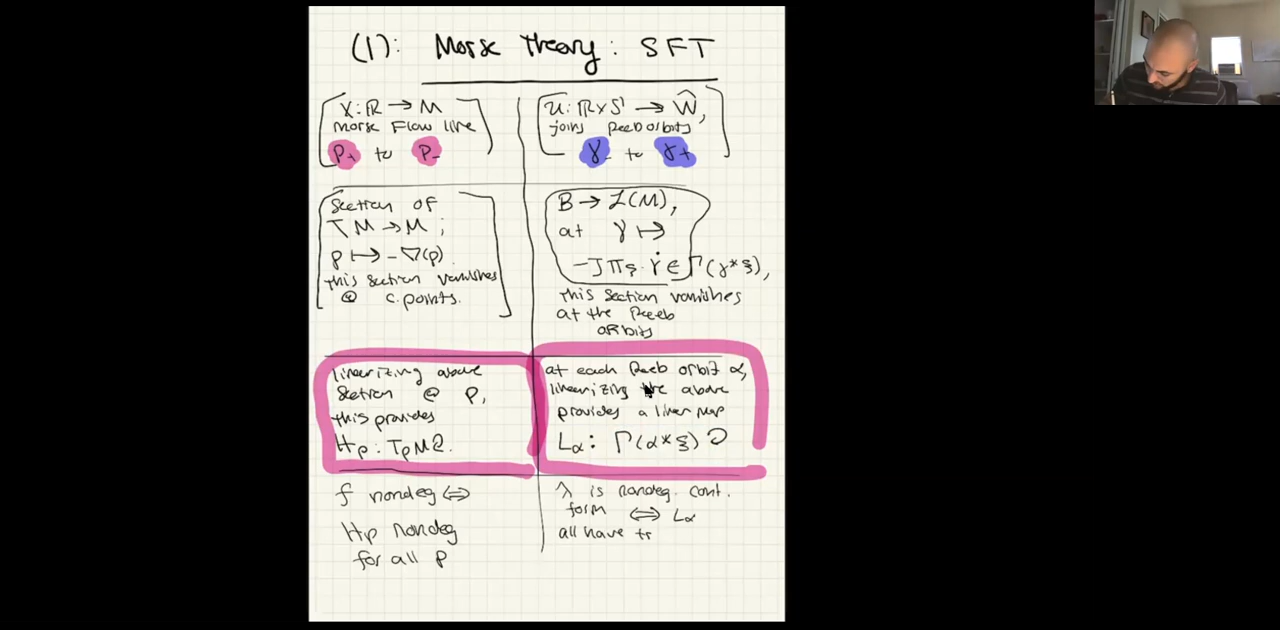 (1): Morse Theory: SFT
γ: ℝ → M
Morse Flow line
P₊ to P₋
u: ℝ×S¹ → Ŵ,
joins Reeb orbits
γ₋ to γ₊
Section of
TM → M;
p ↦ -∇(p)
this section vanishes
@ c.points.
B → L(M),
at γ ↦
-J π_ξ · γ̇ ∈ Γ(γ*ξ),
this section vanishes
at the Reeb
orbits
linearizing above
section @ P,
this provides
Hp: TpM↺.
at each Reeb orbit α,
linearizing the above
provides a linear map
Lα: Γ(α*ξ) ↺
f nondeg ⇔
Hp nondeg
for all p
λ is nondeg. cont.
form ⇔ Lα
all have tr